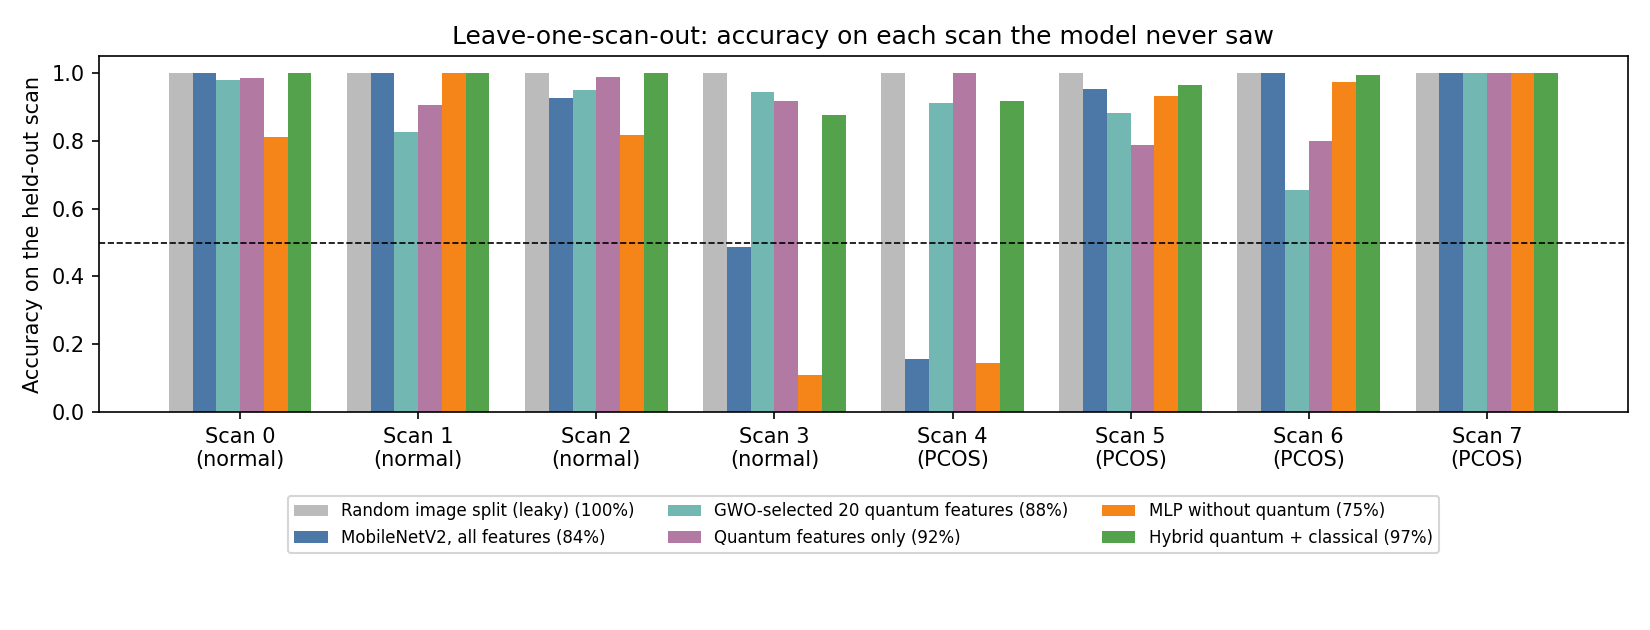 Leave-one-scan-out: accuracy on each scan the model never saw
Accuracy on the held-out scan
1.0
0.8
0.6
0.4
0.2
0.0
Scan 0 Scan 1 Scan 2 Scan 3 Scan 4 Scan 5 Scan 6 Scan 7
(normal) (normal) (normal) (normal) (PCOS) (PCOS) (PCOS) (PCOS)
Random image split (leaky) (100%) GWO-selected 20 quantum features (88%) MLP without quantum (75%)
MobileNetV2, all features (84%) Quantum features only (92%) Hybrid quantum + classical (97%)